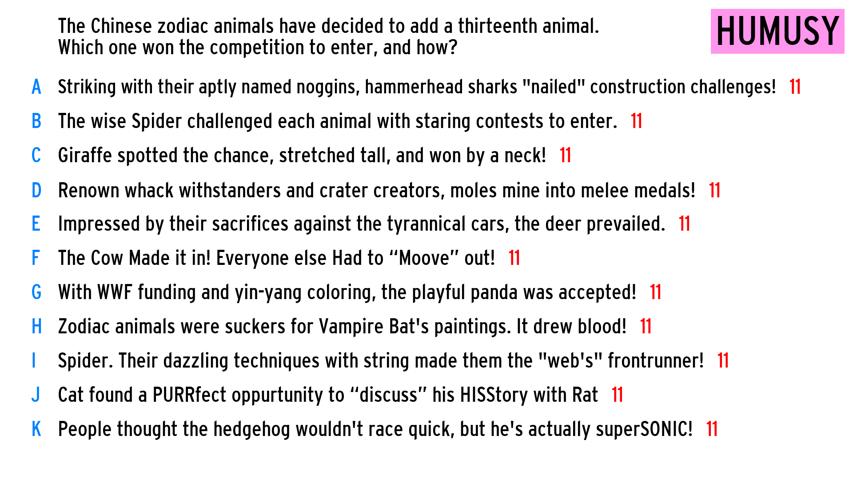 The Chinese zodiac animals have decided to add a thirteenth animal.
Which one won the competition to enter, and how?
HUMUSY
A Striking with their aptly named noggins, hammerhead sharks "nailed" construction challenges! 11
B The wise Spider challenged each animal with staring contests to enter. 11
C Giraffe spotted the chance, stretched tall, and won by a neck! 11
D Renown whack withstanders and crater creators, moles mine into melee medals! 11
E Impressed by their sacrifices against the tyrannical cars, the deer prevailed. 11
F The Cow Made it in! Everyone else Had to “Moove” out! 11
G With WWF funding and yin-yang coloring, the playful panda was accepted! 11
H Zodiac animals were suckers for Vampire Bat's paintings. It drew blood! 11
I Spider. Their dazzling techniques with string made them the "web's" frontrunner! 11
J Cat found a PURRfect oppurtunity to “discuss” his HISStory with Rat 11
K People thought the hedgehog wouldn't race quick, but he's actually superSONIC! 11